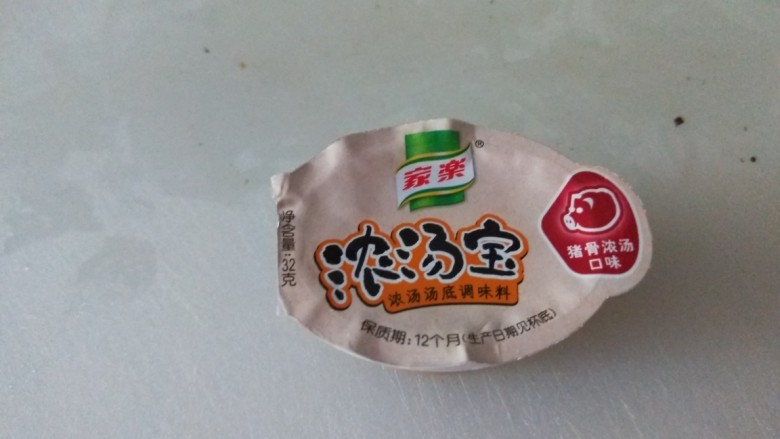 家樂®
净含量:32克
浓汤宝
浓汤汤底调味料
猪骨浓汤
口味
保质期:12个月(生产日期见杯底)